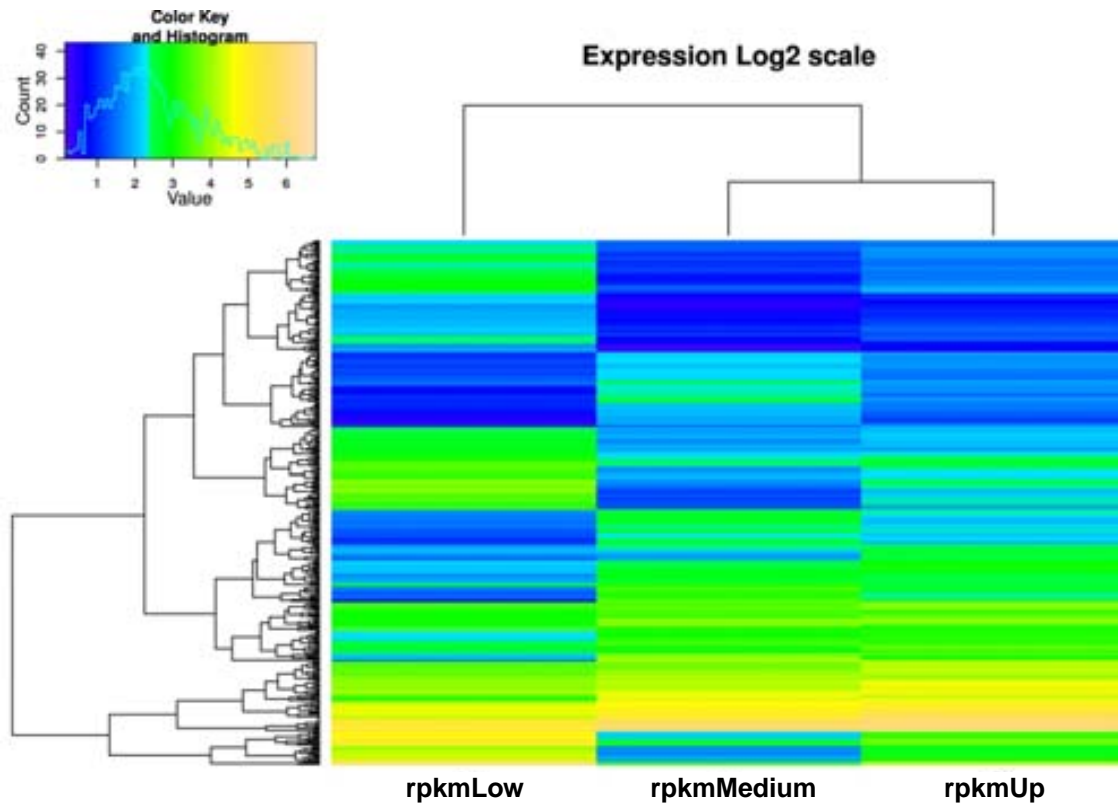 Color Key
and Histogram
Count
0 10 20 30 40
1 2 3 4 5 6
Value
Expression Log2 scale
rpkmLow rpkmMedium rpkmUp